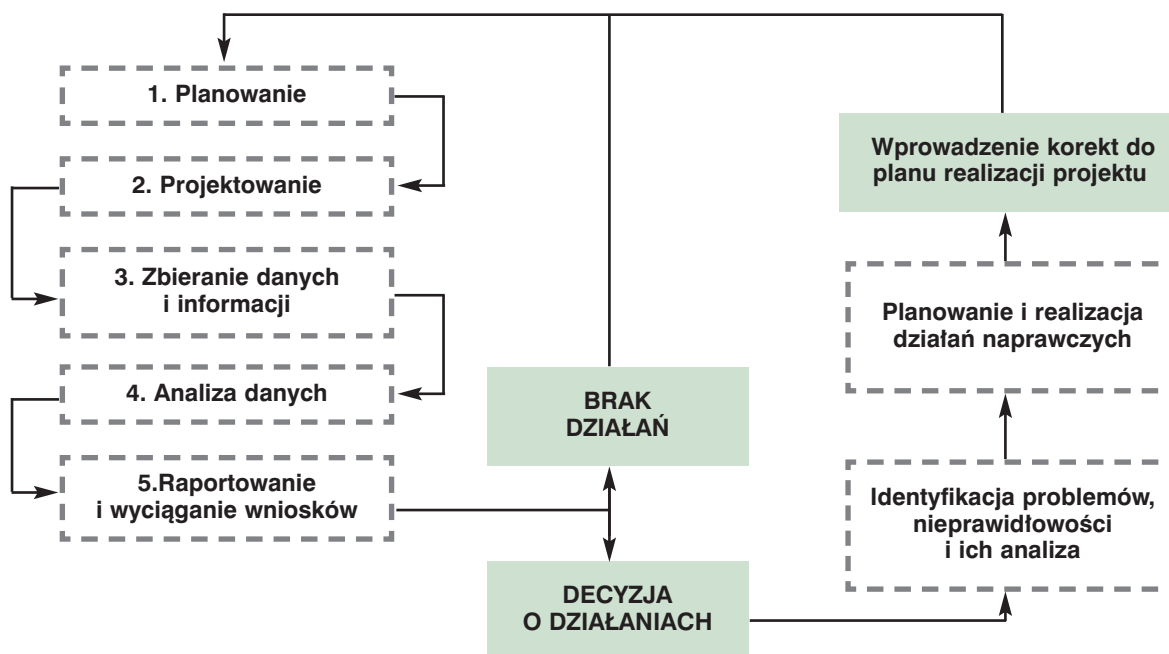 1. Planowanie
2. Projektowanie
3. Zbieranie danych
i informacji
4. Analiza danych
5.Raportowanie
i wyciąganie wniosków
BRAK
DZIAŁAŃ
DECYZJA
O DZIAŁANIACH
Wprowadzenie korekt do
planu realizacji projektu
Planowanie i realizacja
działań naprawczych
Identyfikacja problemów,
nieprawidłowości
i ich analiza